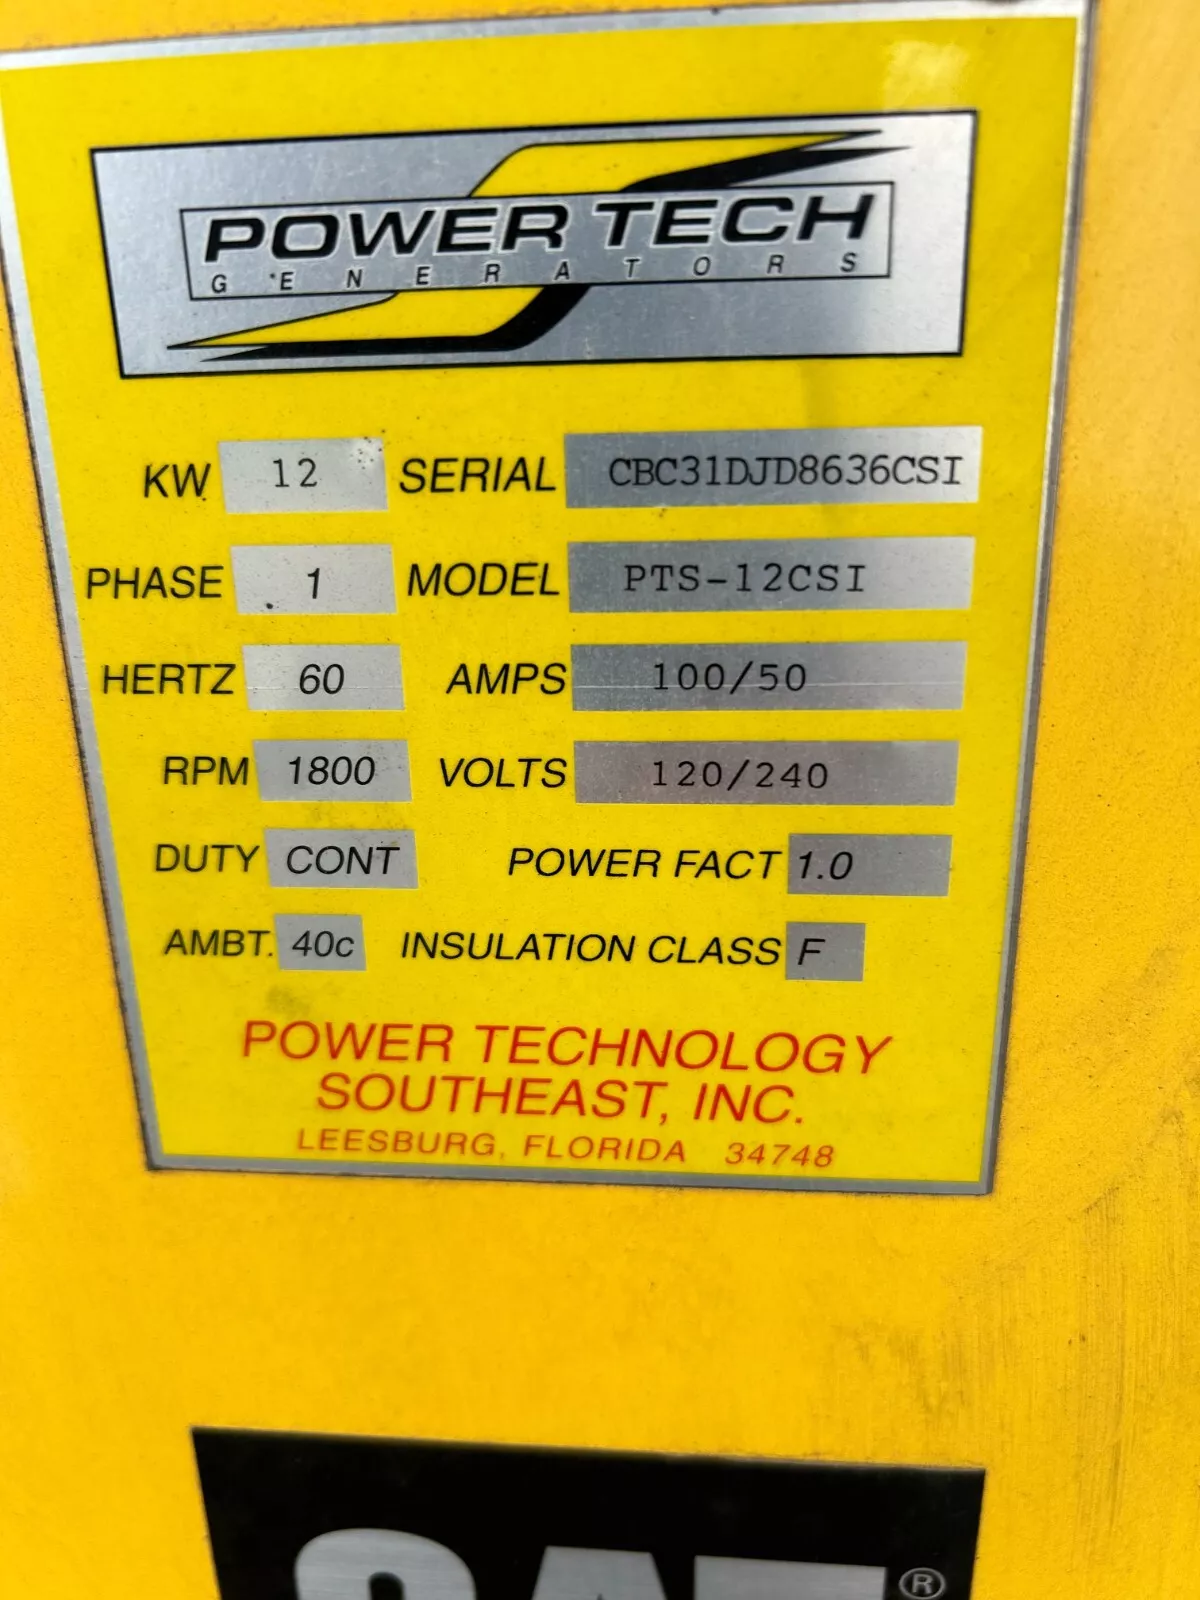 POWER TECH
GENERATORS
KW 12 SERIAL CBC31DJD8636CSI
PHASE 1 MODEL PTS-12CSI
HERTZ 60 AMPS 100/50
RPM 1800 VOLTS 120/240
DUTY CONT POWER FACT 1.0
AMBT. 40c INSULATION CLASS F
POWER TECHNOLOGY
SOUTHEAST, INC.
LEESBURG, FLORIDA 34748
CAT®